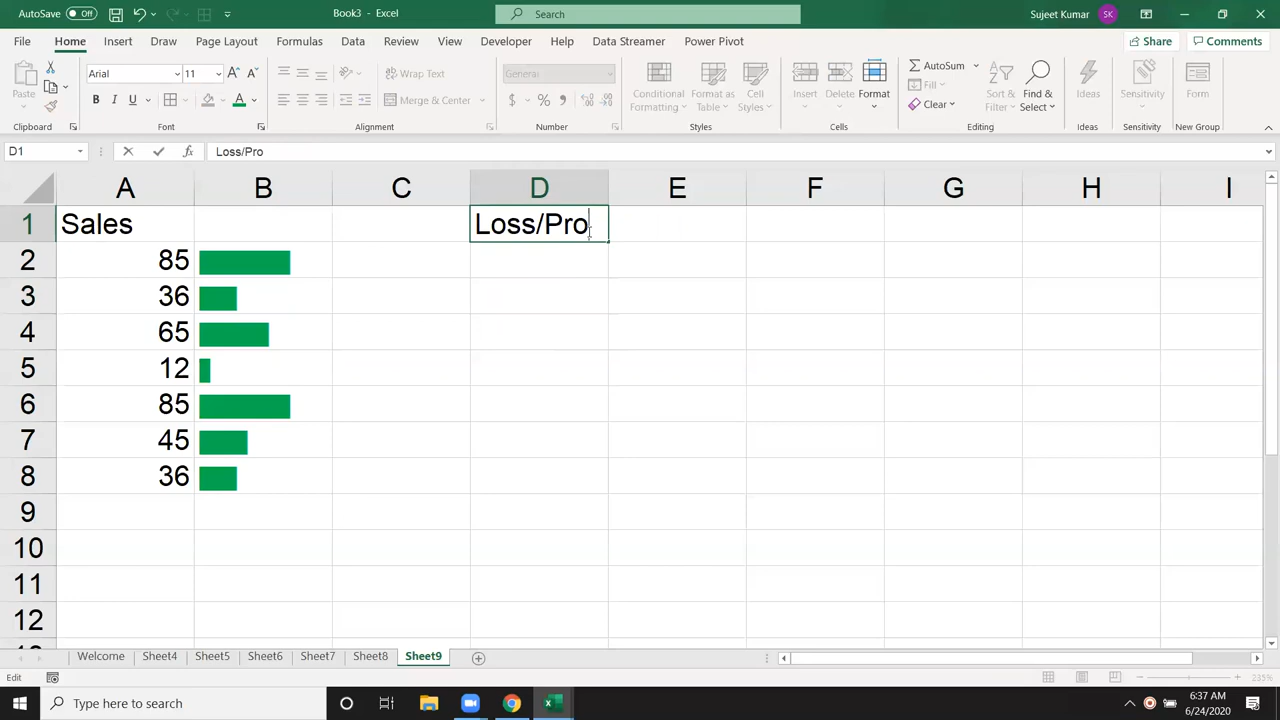 AutoSave Off Book3 - Excel Search Sujeet Kumar SK
File Home Insert Draw Page Layout Formulas Data Review View Developer Help Data Streamer Power Pivot Share Comments
Paste Arial 11 Wrap Text General Conditional Formatting Format as Table Cell Styles Insert Delete Format AutoSum Fill Clear Sort & Filter Find & Select Ideas Sensitivity Form
B I U Merge & Center $ %
Clipboard Font Alignment Number Styles Cells Editing Ideas Sensitivity New Group
D1 fx Loss/Pro
A B C D E F G H I
1 Sales Loss/Pro
2 85
3 36
4 65
5 12
6 85
7 45
8 36
9
10
11
12
Welcome Sheet4 Sheet5 Sheet6 Sheet7 Sheet8 Sheet9
Edit 235%
Type here to search 6:37 AM
6/24/2020